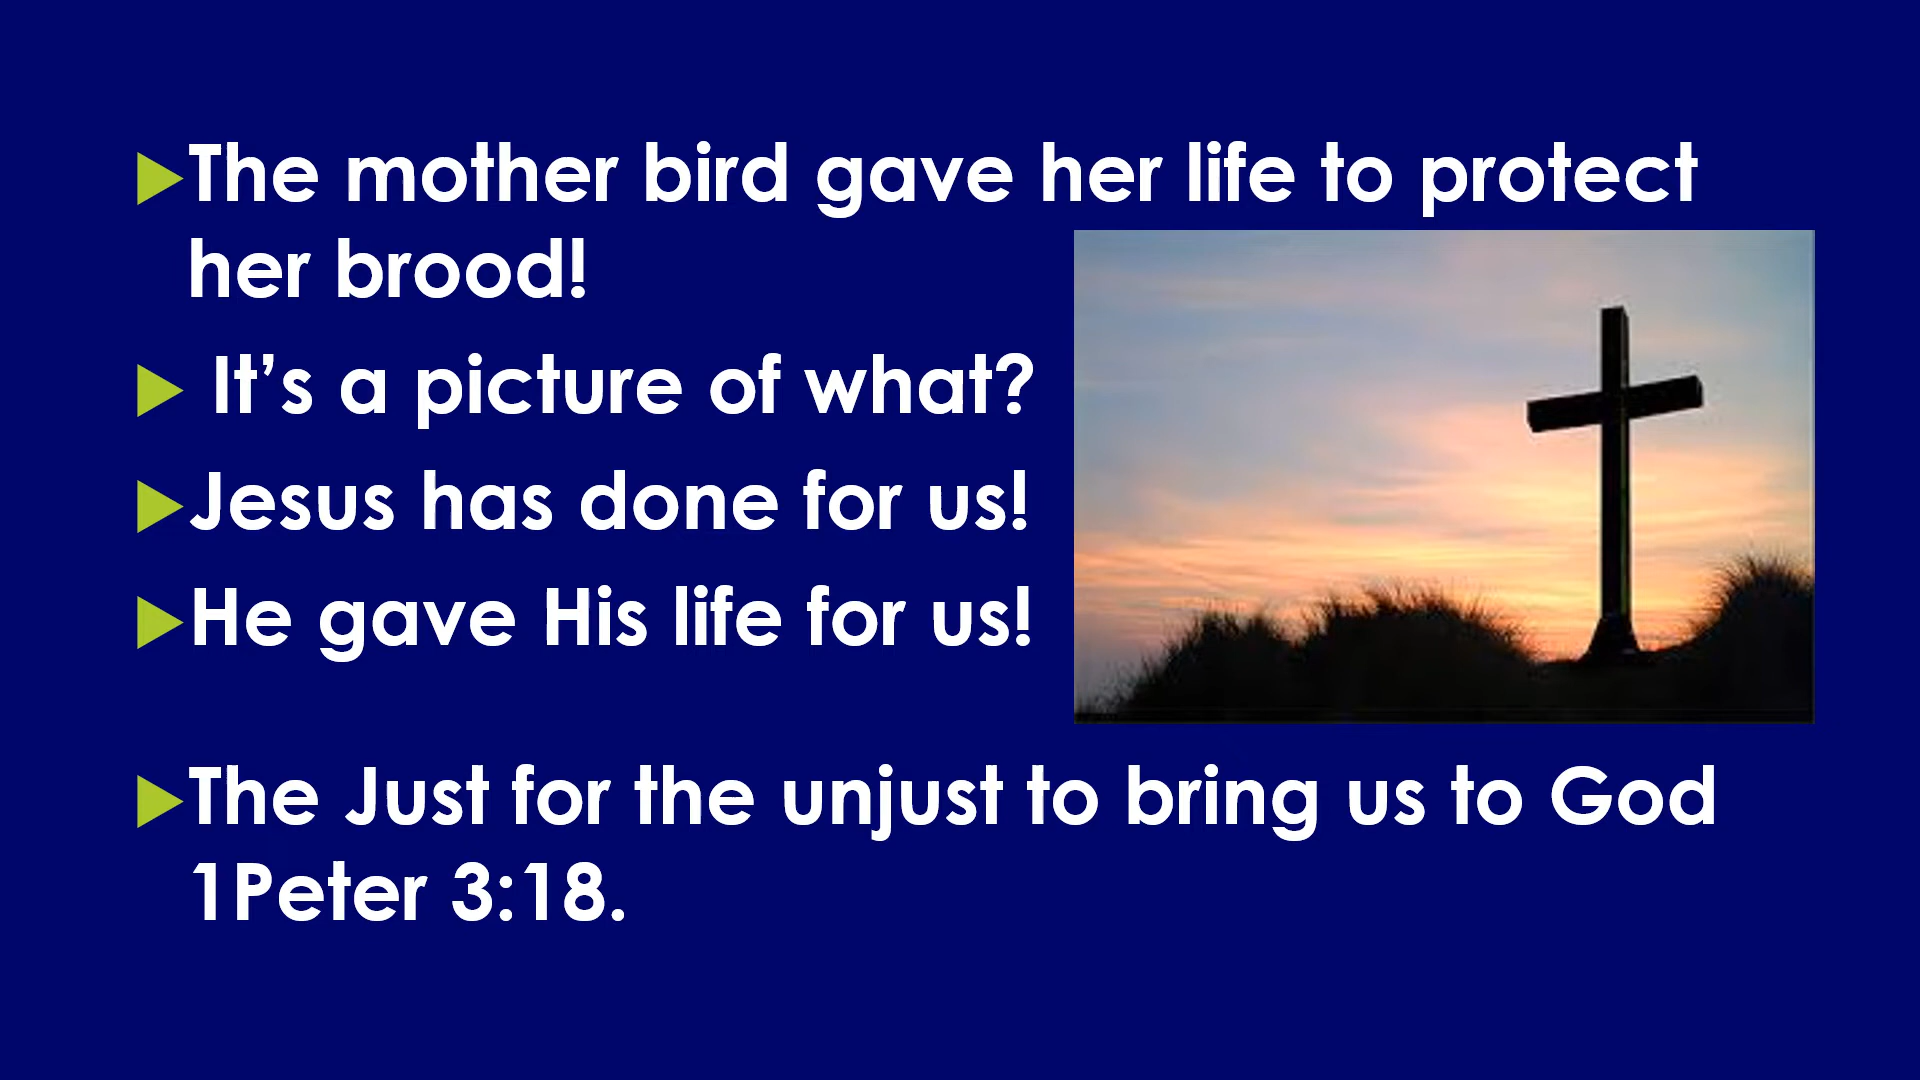 The mother bird gave her life to protect
her brood!
It’s a picture of what?
Jesus has done for us!
He gave His life for us!
The Just for the unjust to bring us to God
1Peter 3:18.